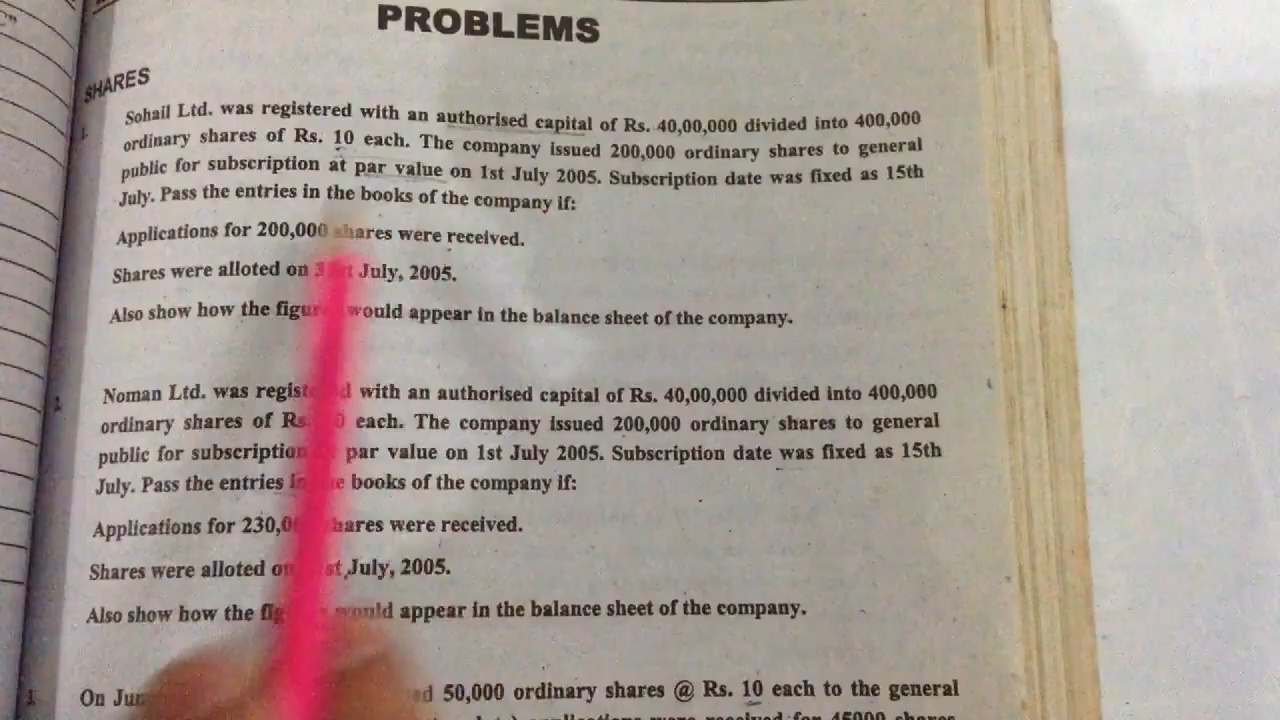 PROBLEMS
SHARES
1. Sohail Ltd. was registered with an authorised capital of Rs. 40,00,000 divided into 400,000
ordinary shares of Rs. 10 each. The company issued 200,000 ordinary shares to general
public for subscription at par value on 1st July 2005. Subscription date was fixed as 15th
July. Pass the entries in the books of the company if:
Applications for 200,000 shares were received.
Shares were alloted on July, 2005.
Also show how the would appear in the balance sheet of the company.
2. Noman Ltd. was with an authorised capital of Rs. 40,00,000 divided into 400,000
ordinary shares of each. The company issued 200,000 ordinary shares to general
public for subscription par value on 1st July 2005. Subscription date was fixed as 15th
July. Pass the entries books of the company if:
Applications for shares were received.
Shares were alloted July, 2005.
Also show how the would appear in the balance sheet of the company.
On 50,000 ordinary shares @ Rs. 10 each to the general
applications were received for 45000 shares